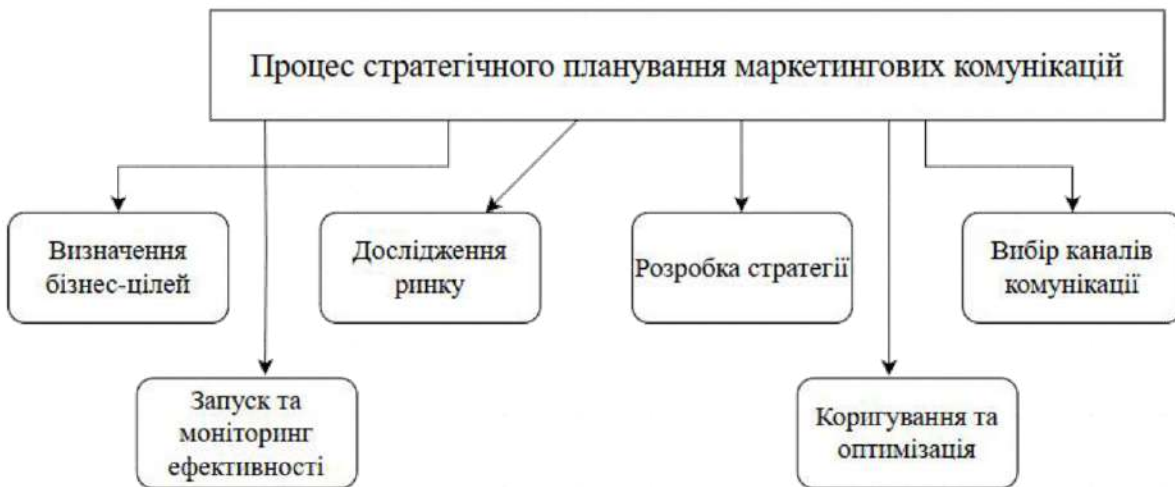 Процес стратегічного планування маркетингових комунікацій
Визначення
бізнес-цілей
Дослідження
ринку
Розробка стратегії
Вибір каналів
комунікації
Запуск та
моніторинг
ефективності
Коригування та
оптимізація